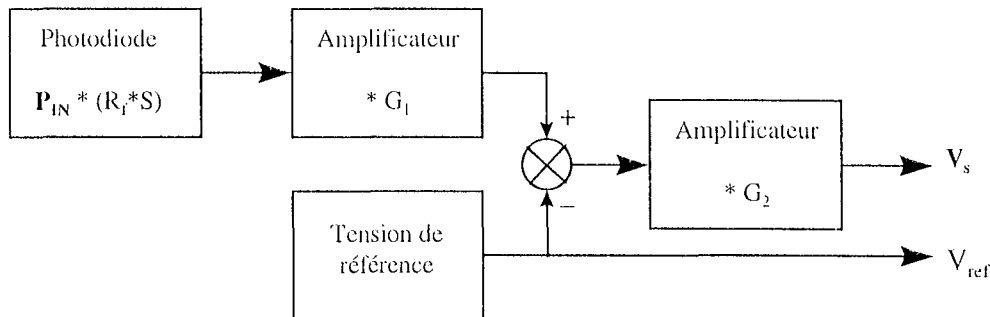 Photodiode
P_IN * (R_f*S)
Amplificateur
* G_1
+
−
Amplificateur
* G_2
V_s
Tension de
référence
V_ref